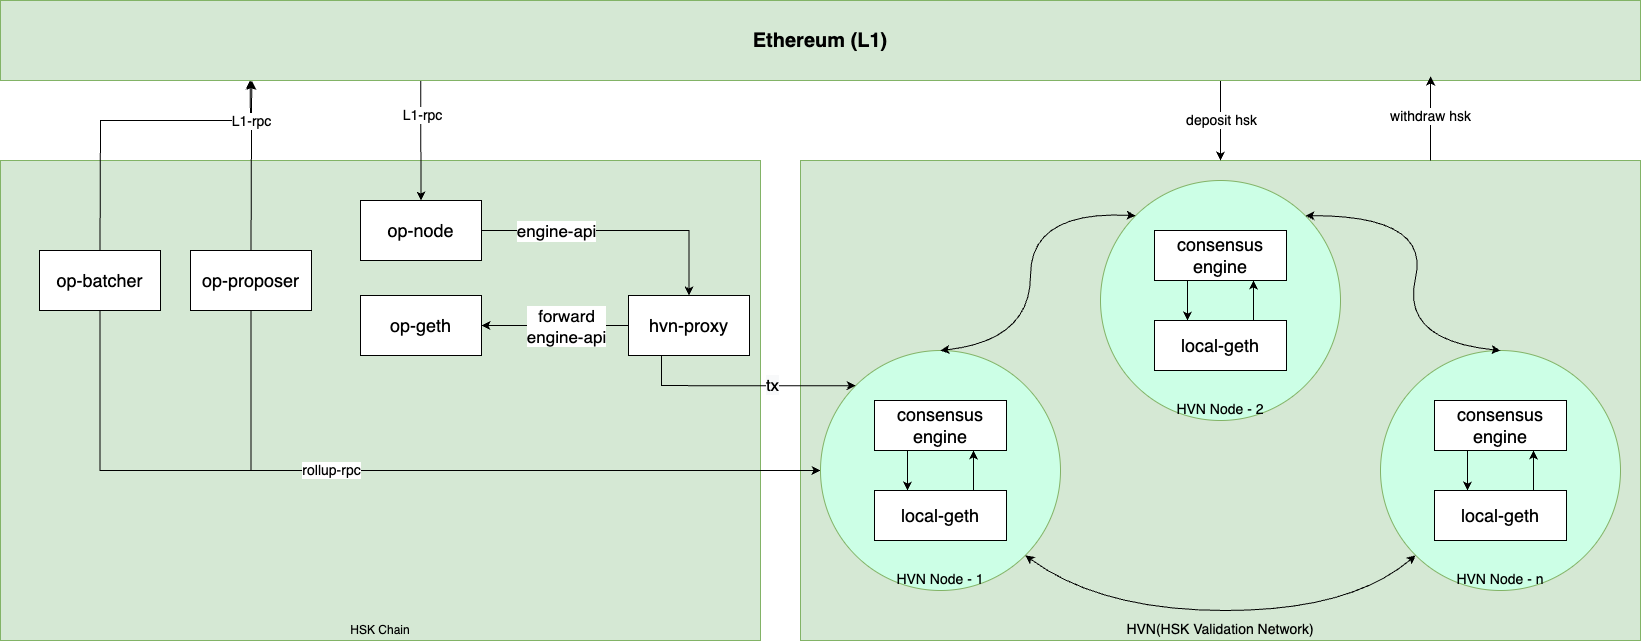 Ethereum (L1)
L1-rpc
L1-rpc
deposit hsk
withdraw hsk
op-node
engine-api
op-batcher
op-proposer
op-geth
forward
engine-api
hvn-proxy
tx
rollup-rpc
HSK Chain
consensus
engine
local-geth
HVN Node - 2
consensus
engine
local-geth
HVN Node - 1
consensus
engine
local-geth
HVN Node - n
HVN(HSK Validation Network)